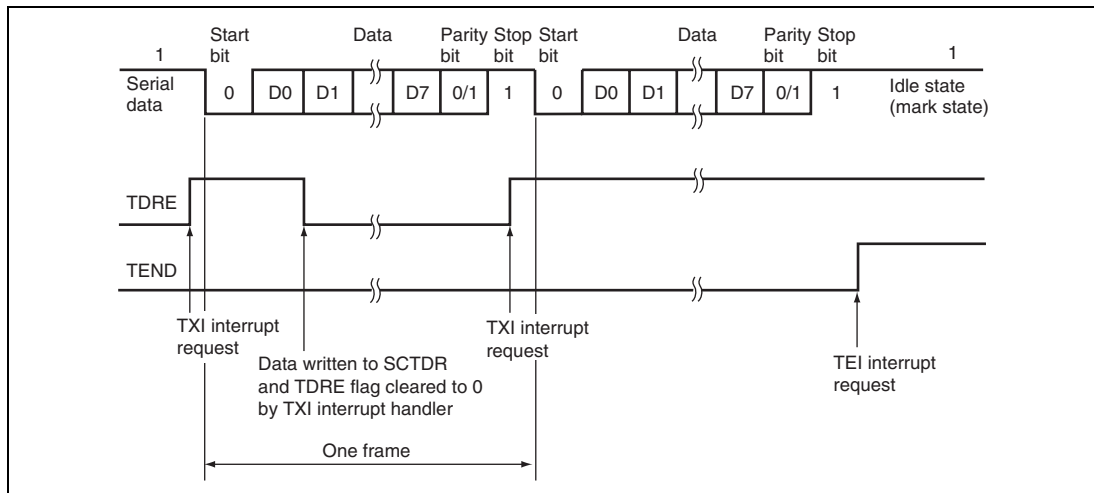 Start bit
Data
Parity bit
Stop bit
Start bit
Data
Parity bit
Stop bit
1
1
Serial data
0
D0
D1
D7
0/1
1
0
D0
D1
D7
0/1
1
Idle state
(mark state)
TDRE
TEND
TXI interrupt
request
Data written to SCTDR
and TDRE flag cleared to 0
by TXI interrupt handler
TXI interrupt
request
TEI interrupt
request
One frame